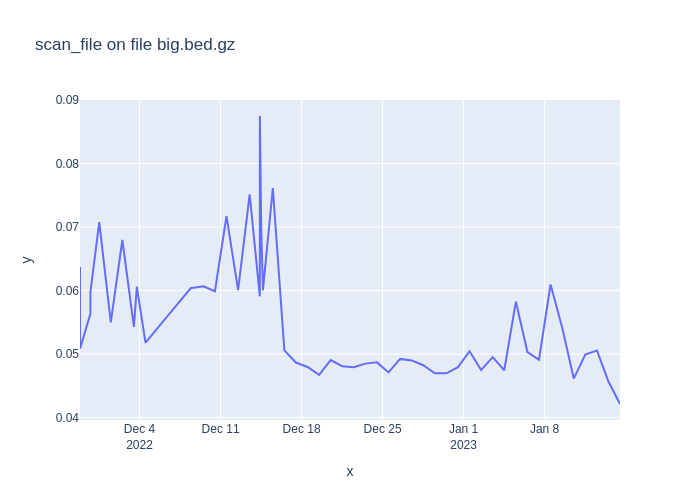 scan_file on file big.bed.gz
0.09
0.08
0.07
0.06
0.05
0.04
y
Dec 4
2022
Dec 11
Dec 18
Dec 25
Jan 1
2023
Jan 8
x